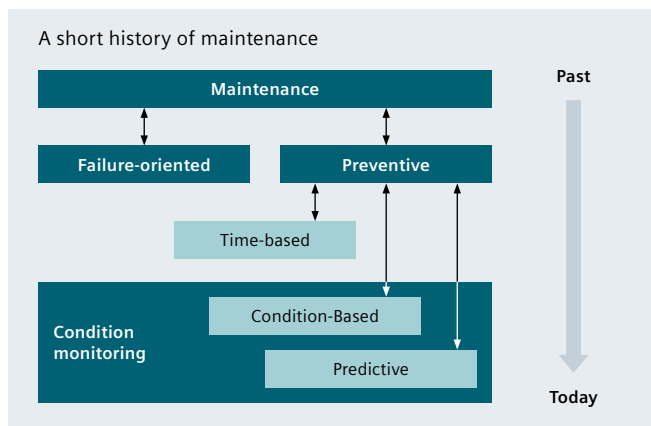 A short history of maintenance
Maintenance
Past
Failure-oriented
Preventive
Time-based
Condition-Based
Condition
monitoring
Predictive
Today